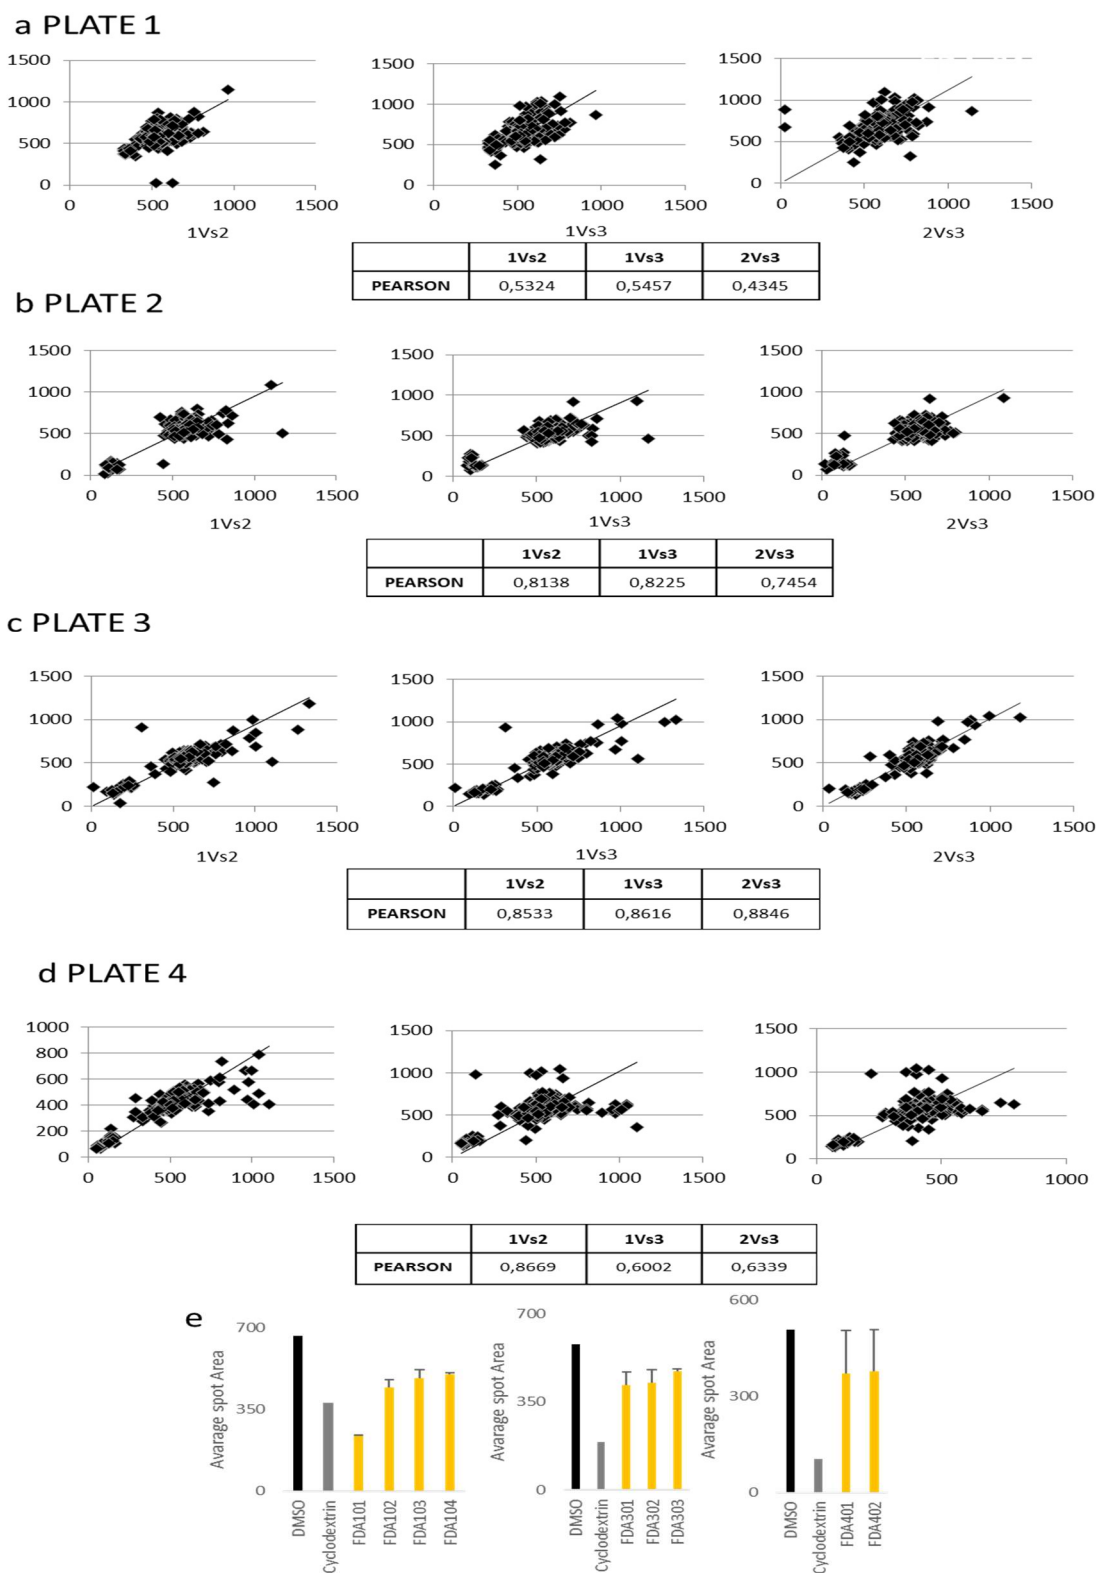 a PLATE 1
1500 1500 1500
1000 1000 1000
500 500 500
0 0 0
0 500 1000 1500 0 500 1000 1500 0 500 1000 1500
1Vs2 1Vs3 2Vs3
1Vs2 1Vs3 2Vs3
PEARSON 0,5324 0,5457 0,4345
b PLATE 2
1500 1500 1500
1000 1000 1000
500 500 500
0 0 0
0 500 1000 1500 0 500 1000 1500 0 500 1000 1500
1Vs2 1Vs3 2Vs3
1Vs2 1Vs3 2Vs3
PEARSON 0,8138 0,8225 0,7454
c PLATE 3
1500 1500 1500
1000 1000 1000
500 500 500
0 0 0
0 500 1000 1500 0 500 1000 1500 0 500 1000 1500
1Vs2 1Vs3 2Vs3
1Vs2 1Vs3 2Vs3
PEARSON 0,8533 0,8616 0,8846
d PLATE 4
1000 1500 1500
800
600 1000 1000
400 500 500
200
0 0 0
0 500 1000 1500 0 500 1000 1500 0 500 1000
1Vs2 1Vs3 2Vs3
PEARSON 0,8669 0,6002 0,6339
e
Avarage spot Area
700
350
0
DMSO
Cyclodextrin
FDA101
FDA102
FDA103
FDA104
Avarage spot Area
700
350
0
DMSO
Cyclodextrin
FDA301
FDA302
FDA303
Avarage spot Area
600
300
0
DMSO
Cyclodextrin
FDA401
FDA402